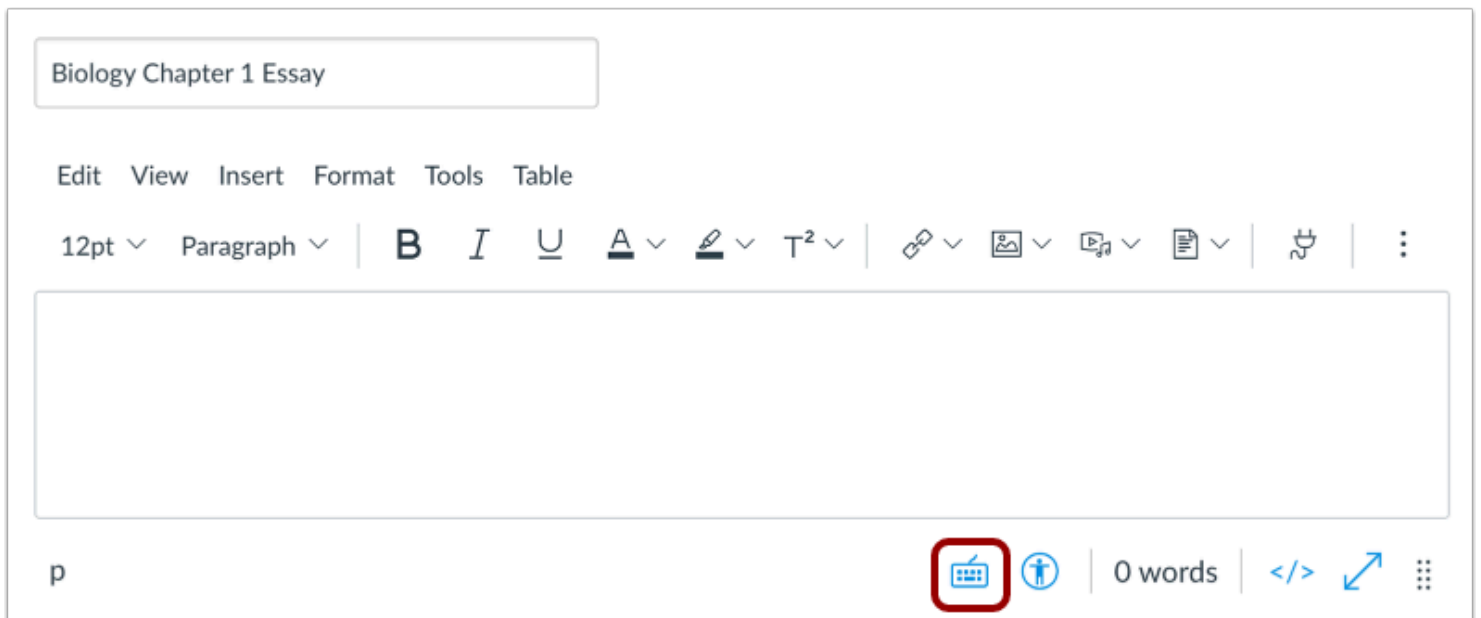 Biology Chapter 1 Essay
Edit View Insert Format Tools Table
12pt Paragraph B I U A T²
p 0 words </>